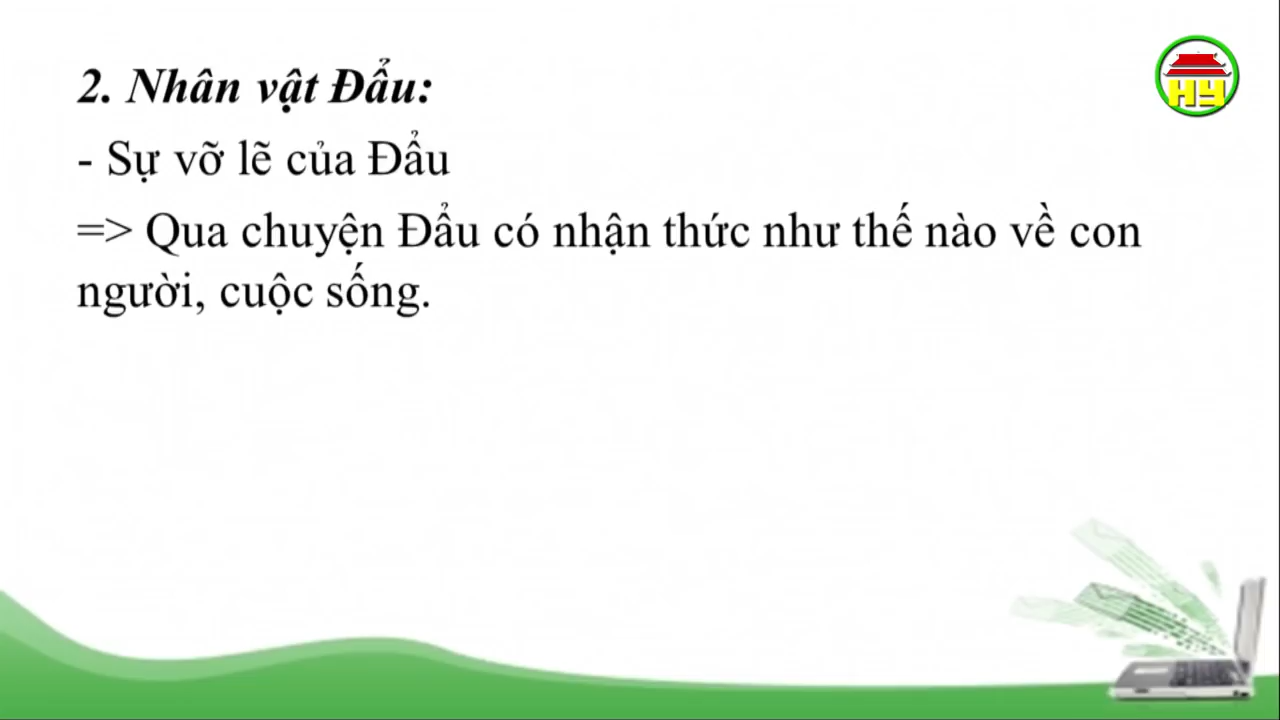 2. Nhân vật Đẩu:
HY
- Sự vỡ lẽ của Đẩu
=> Qua chuyện Đẩu có nhận thức như thế nào về con
người, cuộc sống.